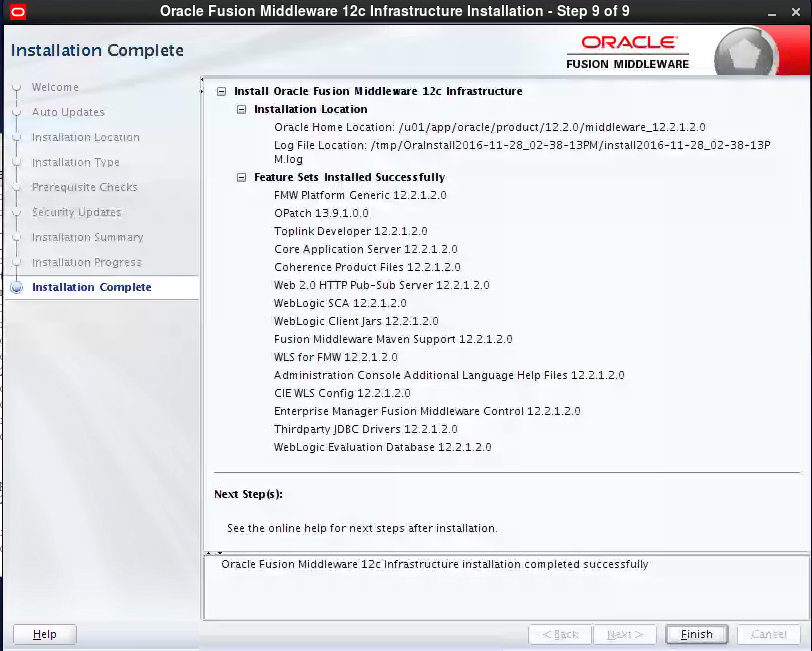 Oracle Fusion Middleware 12c Infrastructure Installation - Step 9 of 9
Installation Complete
ORACLE
FUSION MIDDLEWARE
Welcome
Auto Updates
Installation Location
Installation Type
Prerequisite Checks
Security Updates
Installation Summary
Installation Progress
Installation Complete
Install Oracle Fusion Middleware 12c Infrastructure
Installation Location
Oracle Home Location: /u01/app/oracle/product/12.2.0/middleware_12.2.1.2.0
Log File Location: /tmp/OraInstall2016-11-28_02-38-13PM/install2016-11-28_02-38-13P
M.log
Feature Sets Installed Successfully
FMW Platform Generic 12.2.1.2.0
OPatch 13.9.1.0.0
Toplink Developer 12.2.1.2.0
Core Application Server 12.2.1.2.0
Coherence Product Files 12.2.1.2.0
Web 2.0 HTTP Pub-Sub Server 12.2.1.2.0
WebLogic SCA 12.2.1.2.0
WebLogic Client Jars 12.2.1.2.0
Fusion Middleware Maven Support 12.2.1.2.0
WLS for FMW 12.2.1.2.0
Administration Console Additional Language Help Files 12.2.1.2.0
CIE WLS Config 12.2.1.2.0
Enterprise Manager Fusion Middleware Control 12.2.1.2.0
Thirdparty JDBC Drivers 12.2.1.2.0
WebLogic Evaluation Database 12.2.1.2.0
Next Step(s):
See the online help for next steps after installation.
Oracle Fusion Middleware 12c Infrastructure installation completed successfully
Help
< Back
Next >
Finish
Cancel